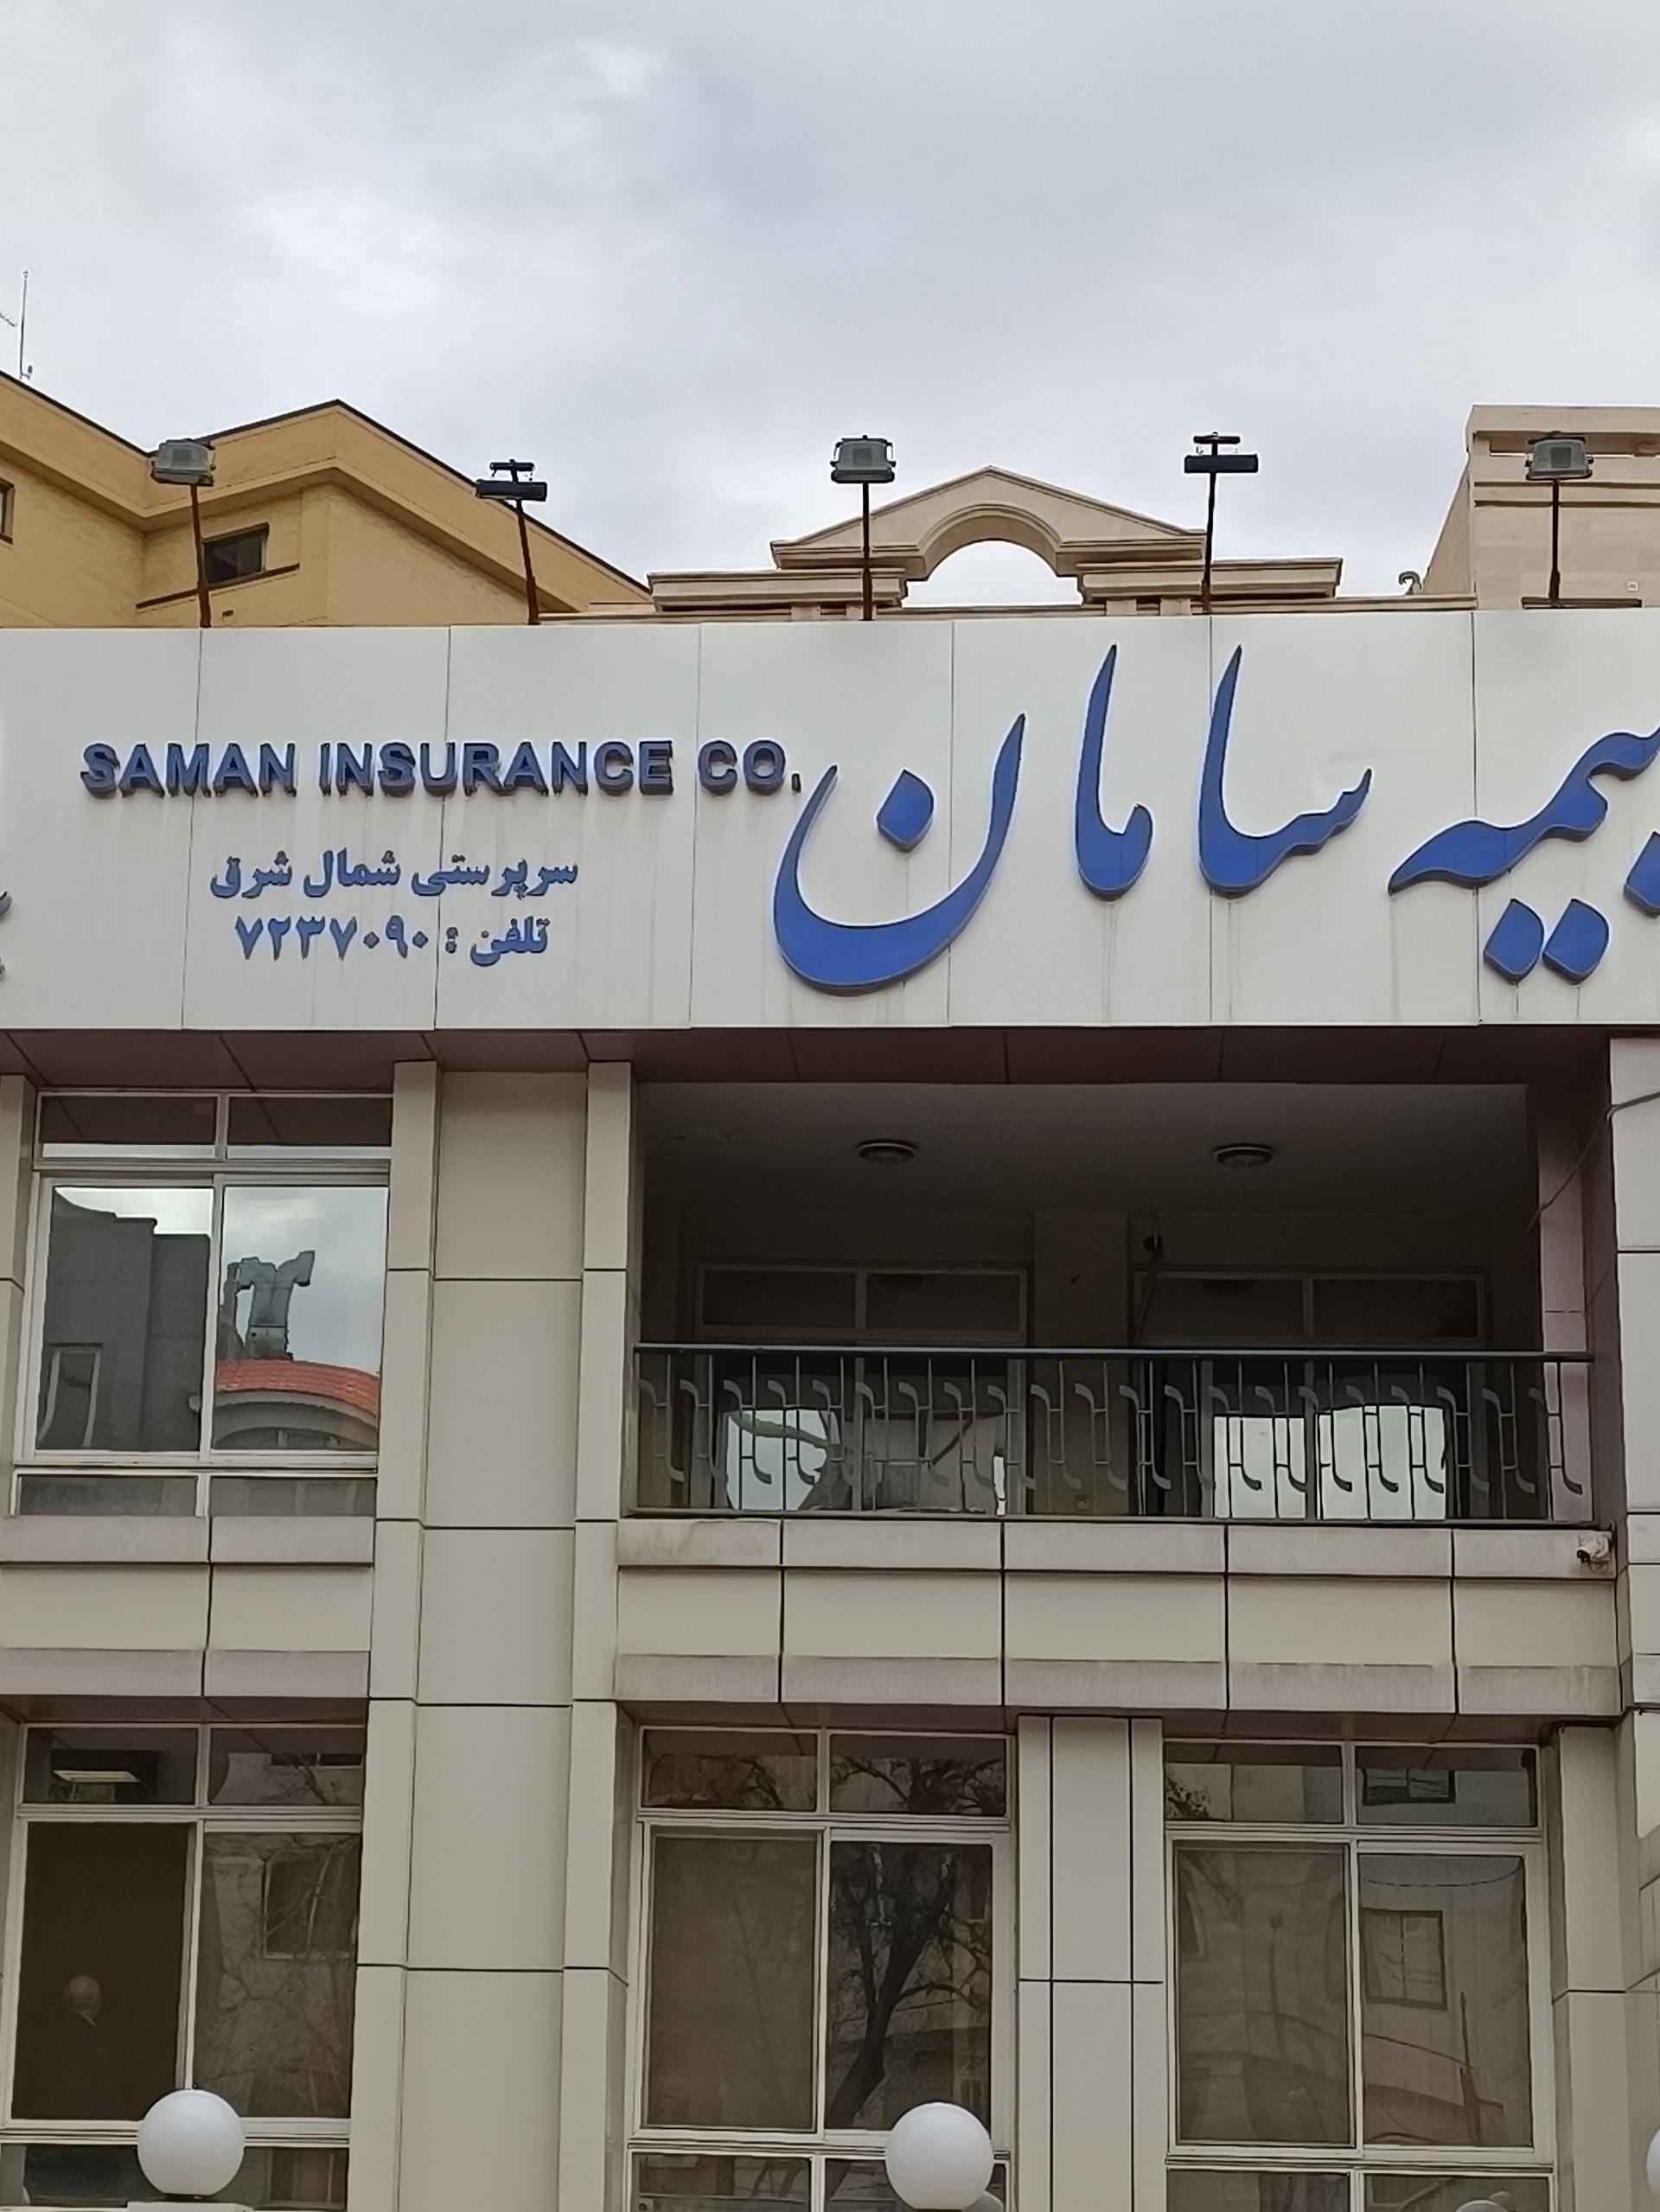 بیمه سامان
SAMAN INSURANCE CO.
سرپرستی شمال شرق
تلفن : ۷۲۳۷۰۹۰